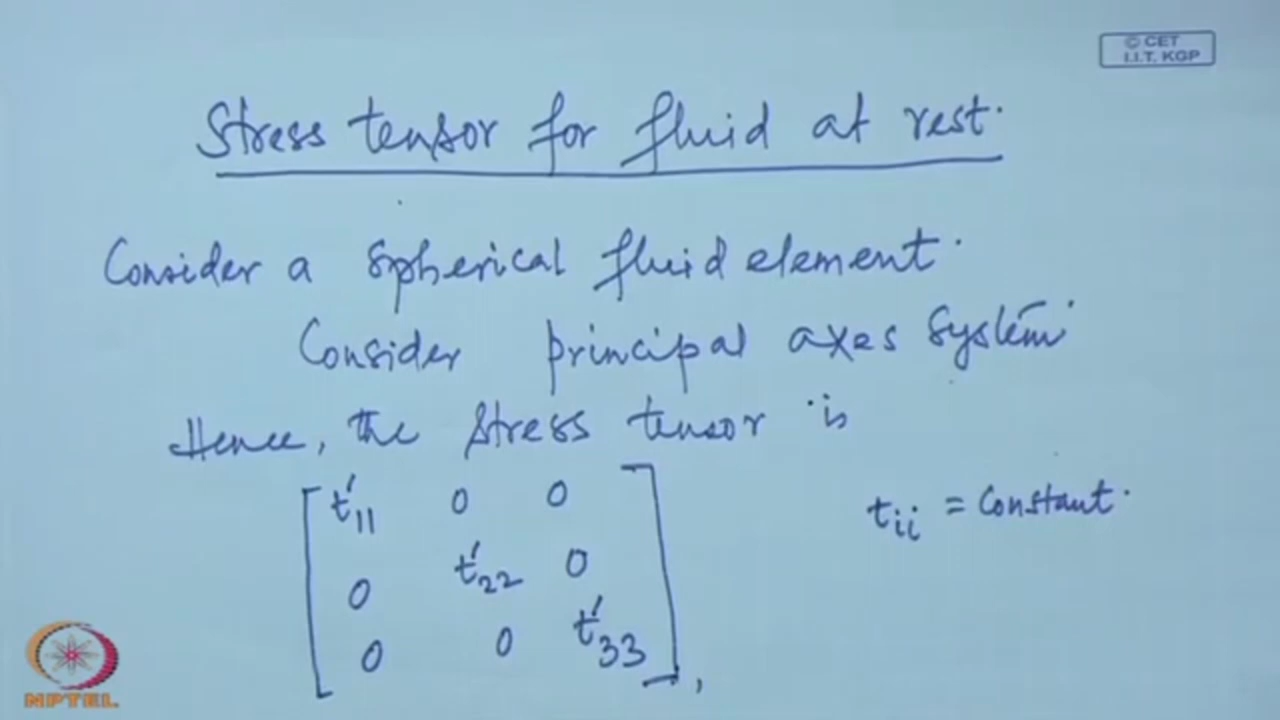 © CET
I.I.T. KGP
Stress tensor for fluid at rest.
Consider a spherical fluid element.
Consider principal axes system.
Hence, the stress tensor is
[ t'11 0 0
0 t'22 0
0 0 t'33 ] ,
tii = Constant.
NPTEL